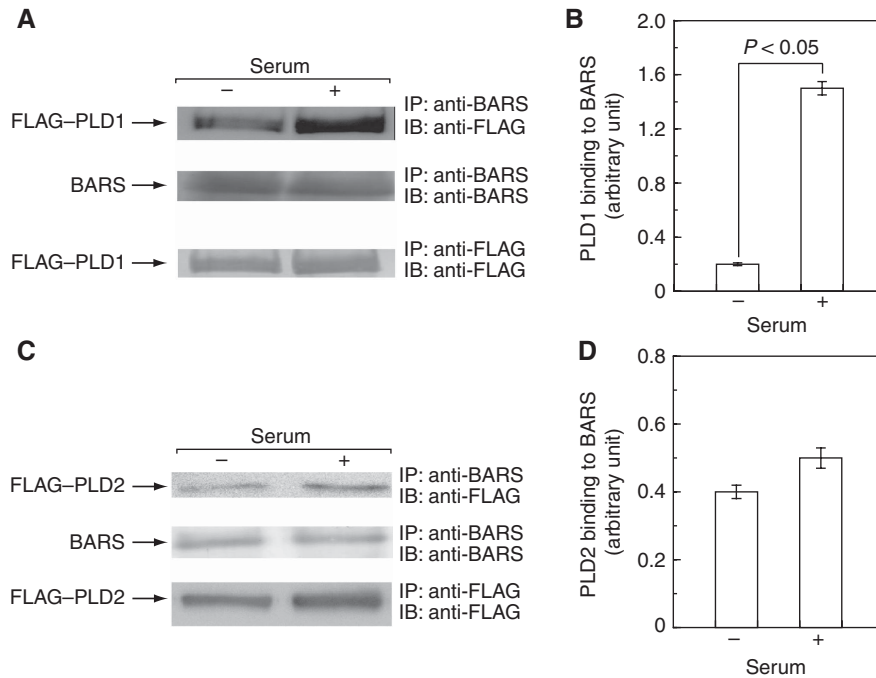 A
Serum
– +
FLAG–PLD1
IP: anti-BARS
IB: anti-FLAG
BARS
IP: anti-BARS
IB: anti-BARS
FLAG–PLD1
IP: anti-FLAG
IB: anti-FLAG
B
PLD1 binding to BARS
(arbitrary unit)
2.0
1.6
1.2
0.8
0.4
0
P < 0.05
– +
Serum
C
Serum
– +
FLAG–PLD2
IP: anti-BARS
IB: anti-FLAG
BARS
IP: anti-BARS
IB: anti-BARS
FLAG–PLD2
IP: anti-FLAG
IB: anti-FLAG
D
PLD2 binding to BARS
(arbitrary unit)
0.8
0.6
0.4
0.2
0
– +
Serum